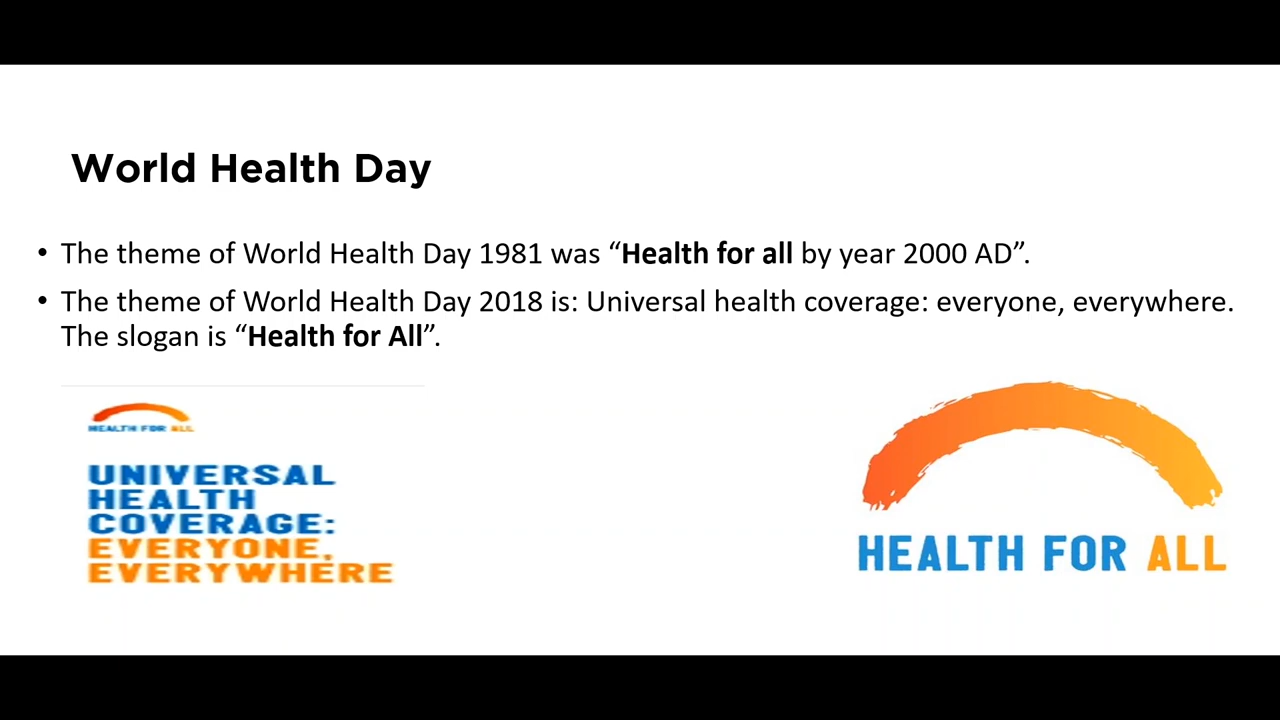 World Health Day
• The theme of World Health Day 1981 was “Health for all by year 2000 AD”.
• The theme of World Health Day 2018 is: Universal health coverage: everyone, everywhere.
The slogan is “Health for All”.
HEALTH FOR ALL
UNIVERSAL
HEALTH
COVERAGE:
EVERYONE,
EVERYWHERE
HEALTH FOR ALL